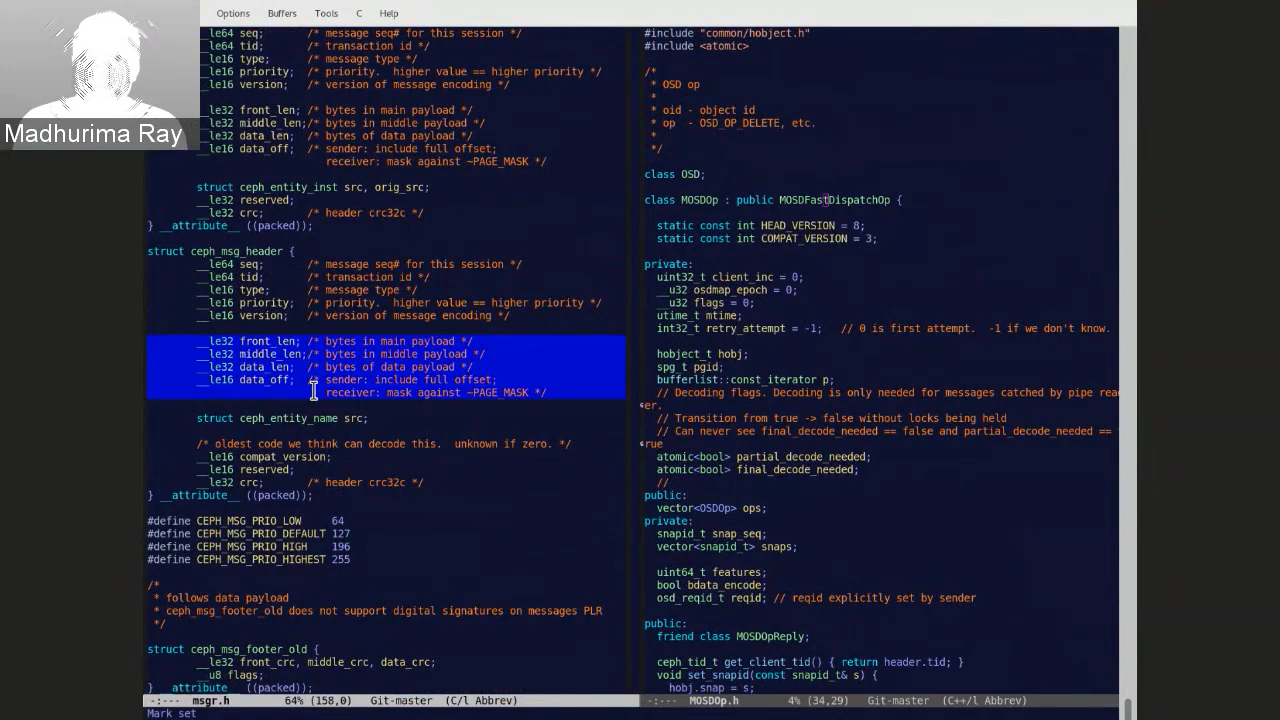 Options Buffers Tools C Help
Madhurima Ray
__le64 seq; /* message seq# for this session */
__le64 tid; /* transaction id */
__le16 type; /* message type */
__le16 priority; /* priority. higher value == higher priority */
__le16 version; /* version of message encoding */
__le32 front_len; /* bytes in main payload */
__le32 middle_len;/* bytes in middle payload */
__le32 data_len; /* bytes of data payload */
__le16 data_off; /* sender: include full offset;
receiver: mask against ~PAGE_MASK */
struct ceph_entity_inst src, orig_src;
__le32 reserved;
__le32 crc; /* header crc32c */
} __attribute__ ((packed));
struct ceph_msg_header {
__le64 seq; /* message seq# for this session */
__le64 tid; /* transaction id */
__le16 type; /* message type */
__le16 priority; /* priority. higher value == higher priority */
__le16 version; /* version of message encoding */
__le32 front_len; /* bytes in main payload */
__le32 middle_len;/* bytes in middle payload */
__le32 data_len; /* bytes of data payload */
__le16 data_off; /* sender: include full offset;
receiver: mask against ~PAGE_MASK */
struct ceph_entity_name src;
/* oldest code we think can decode this. unknown if zero. */
__le16 compat_version;
__le16 reserved;
__le32 crc; /* header crc32c */
} __attribute__ ((packed));
#define CEPH_MSG_PRIO_LOW 64
#define CEPH_MSG_PRIO_DEFAULT 127
#define CEPH_MSG_PRIO_HIGH 196
#define CEPH_MSG_PRIO_HIGHEST 255
/*
* follows data payload
* ceph_msg_footer_old does not support digital signatures on messages PLR
*/
struct ceph_msg_footer_old {
__le32 front_crc, middle_crc, data_crc;
__u8 flags;
} __attribute__ ((packed));
-:--- msgr.h 64% (158,0) Git-master (C/l Abbrev)
Mark set
#include "common/hobject.h"
#include <atomic>
/*
* OSD op
*
* oid - object id
* op - OSD_OP_DELETE, etc.
*
*/
class OSD;
class MOSDOp : public MOSDFastDispatchOp {
static const int HEAD_VERSION = 8;
static const int COMPAT_VERSION = 3;
private:
uint32_t client_inc = 0;
__u32 osdmap_epoch = 0;
__u32 flags = 0;
utime_t mtime;
int32_t retry_attempt = -1; // 0 is first attempt. -1 if we don't know.
hobject_t hobj;
spg_t pgid;
bufferlist::const_iterator p;
// Decoding flags. Decoding is only needed for messages catched by pipe rea
er.
// Transition from true -> false without locks being held
// Can never see final_decode_needed == false and partial_decode_needed ==
rue
atomic<bool> partial_decode_needed;
atomic<bool> final_decode_needed;
//
public:
vector<OSDOp> ops;
private:
snapid_t snap_seq;
vector<snapid_t> snaps;
uint64_t features;
bool bdata_encode;
osd_reqid_t reqid; // reqid explicitly set by sender
public:
friend class MOSDOpReply;
ceph_tid_t get_client_tid() { return header.tid; }
void set_snapid(const snapid_t& s) {
hobj.snap = s;
-:--- MOSDOp.h 4% (34,29) Git-master (C++/l Abbrev)